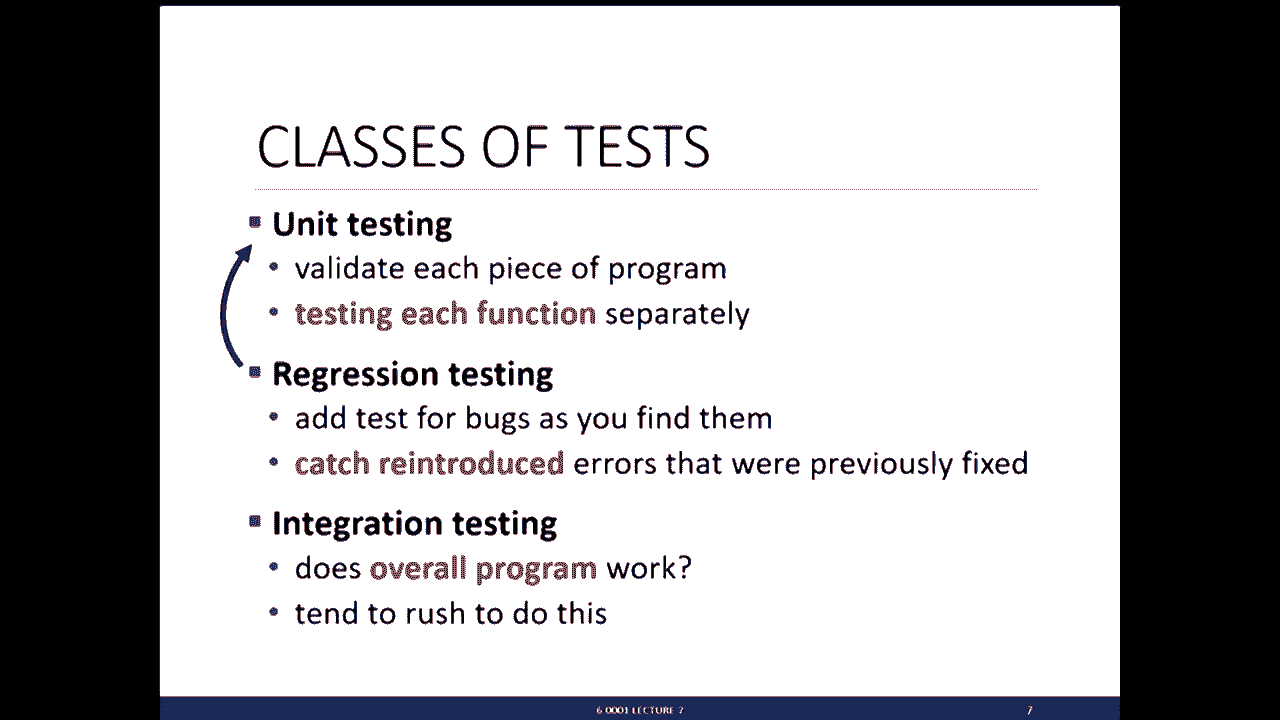 CLASSES OF TESTS
Unit testing
validate each piece of program
testing each function separately
Regression testing
add test for bugs as you find them
catch reintroduced errors that were previously fixed
Integration testing
does overall program work?
tend to rush to do this
6 0001 LECTURE 7
7